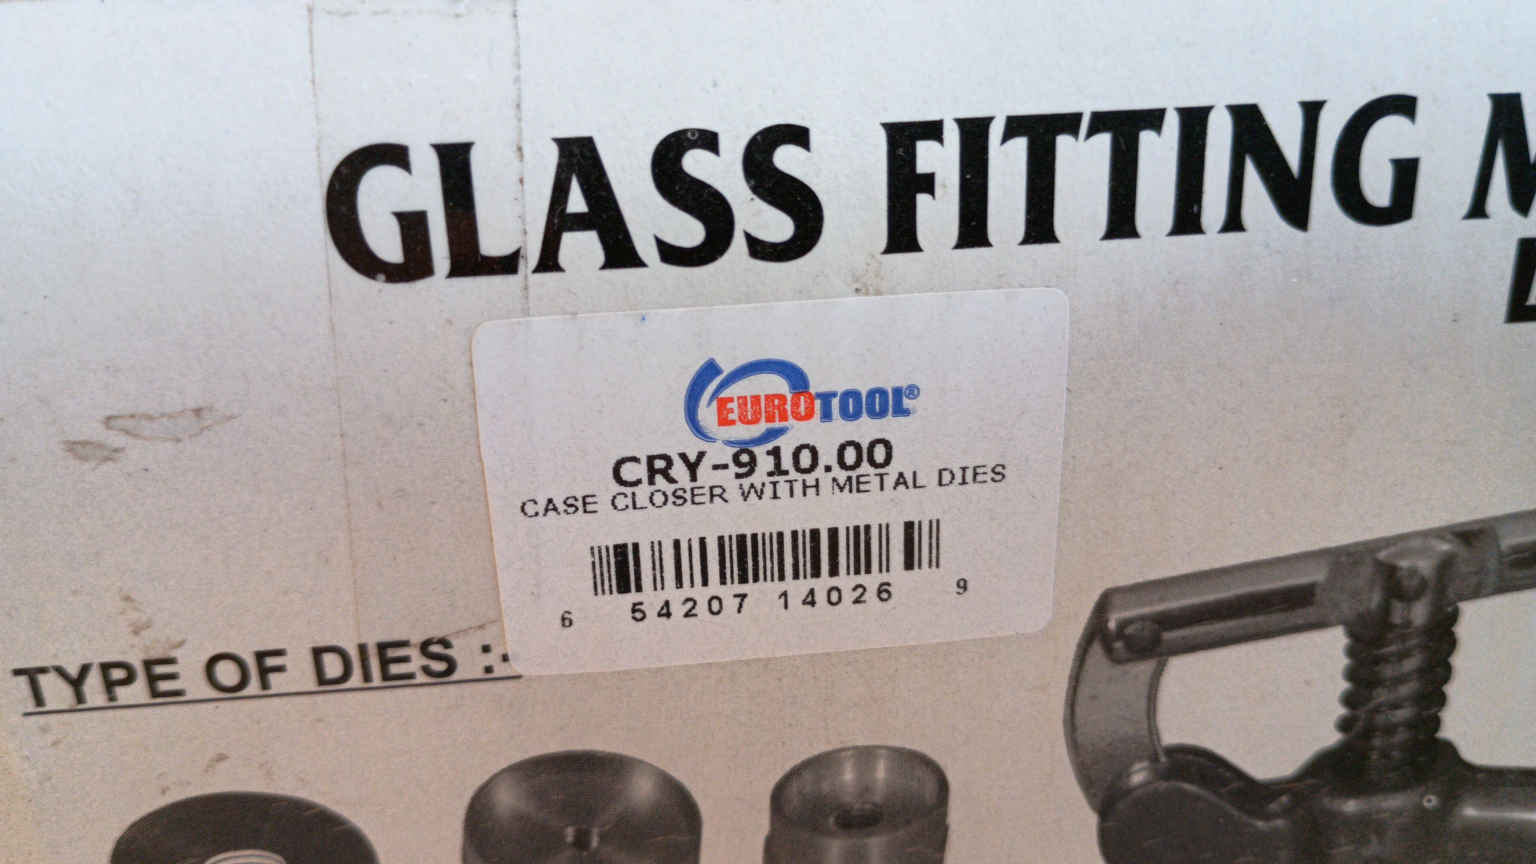 GLASS FITTING
EUROTOOL®
CRY-910.00
CASE CLOSER WITH METAL DIES
6 54207 14026 9
TYPE OF DIES :-